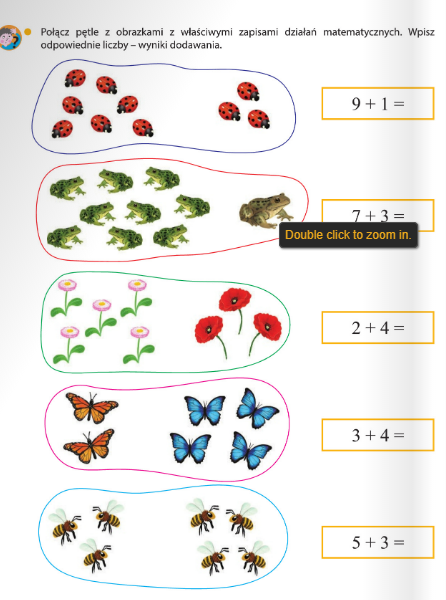 Połącz pętle z obrazkami z właściwymi zapisami działań matematycznych. Wpisz
odpowiednie liczby – wyniki dodawania.
9 + 1 =
7 + 3 =
Double click to zoom in.
2 + 4 =
3 + 4 =
5 + 3 =